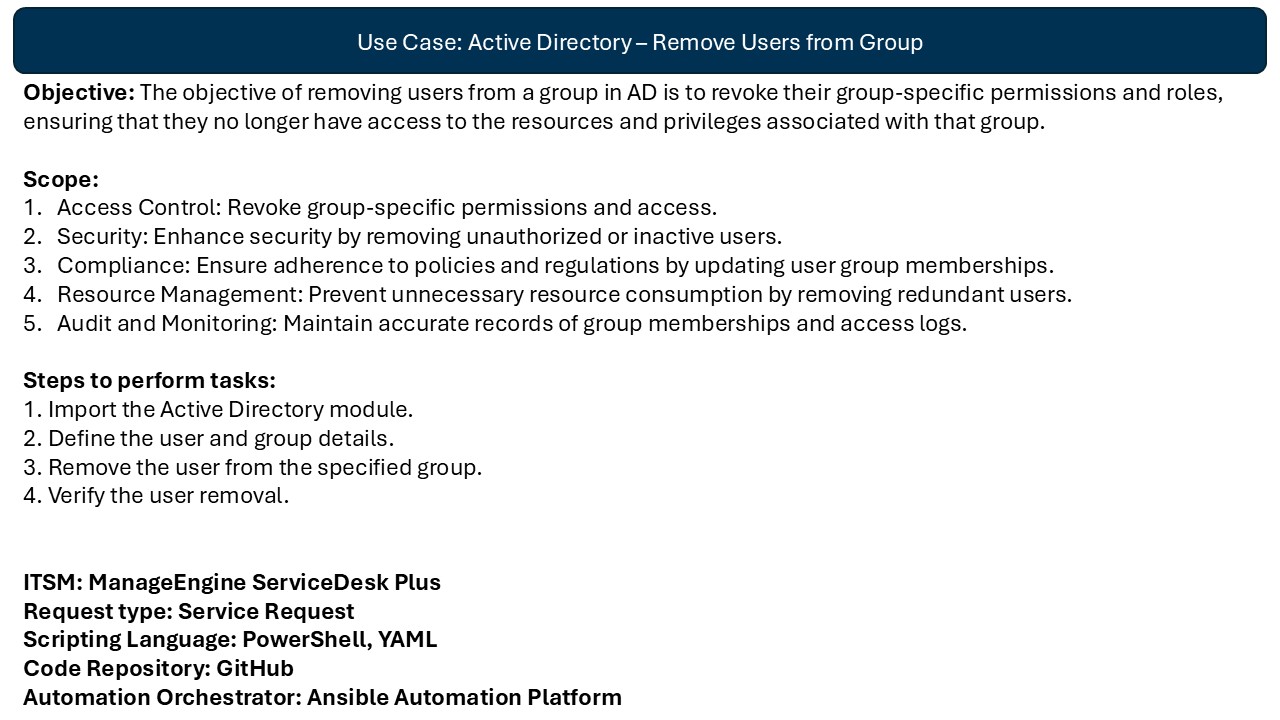 Use Case: Active Directory – Remove Users from Group
Objective: The objective of removing users from a group in AD is to revoke their group-specific permissions and roles,
ensuring that they no longer have access to the resources and privileges associated with that group.
Scope:
1. Access Control: Revoke group-specific permissions and access.
2. Security: Enhance security by removing unauthorized or inactive users.
3. Compliance: Ensure adherence to policies and regulations by updating user group memberships.
4. Resource Management: Prevent unnecessary resource consumption by removing redundant users.
5. Audit and Monitoring: Maintain accurate records of group memberships and access logs.
Steps to perform tasks:
1. Import the Active Directory module.
2. Define the user and group details.
3. Remove the user from the specified group.
4. Verify the user removal.
ITSM: ManageEngine ServiceDesk Plus
Request type: Service Request
Scripting Language: PowerShell, YAML
Code Repository: GitHub
Automation Orchestrator: Ansible Automation Platform